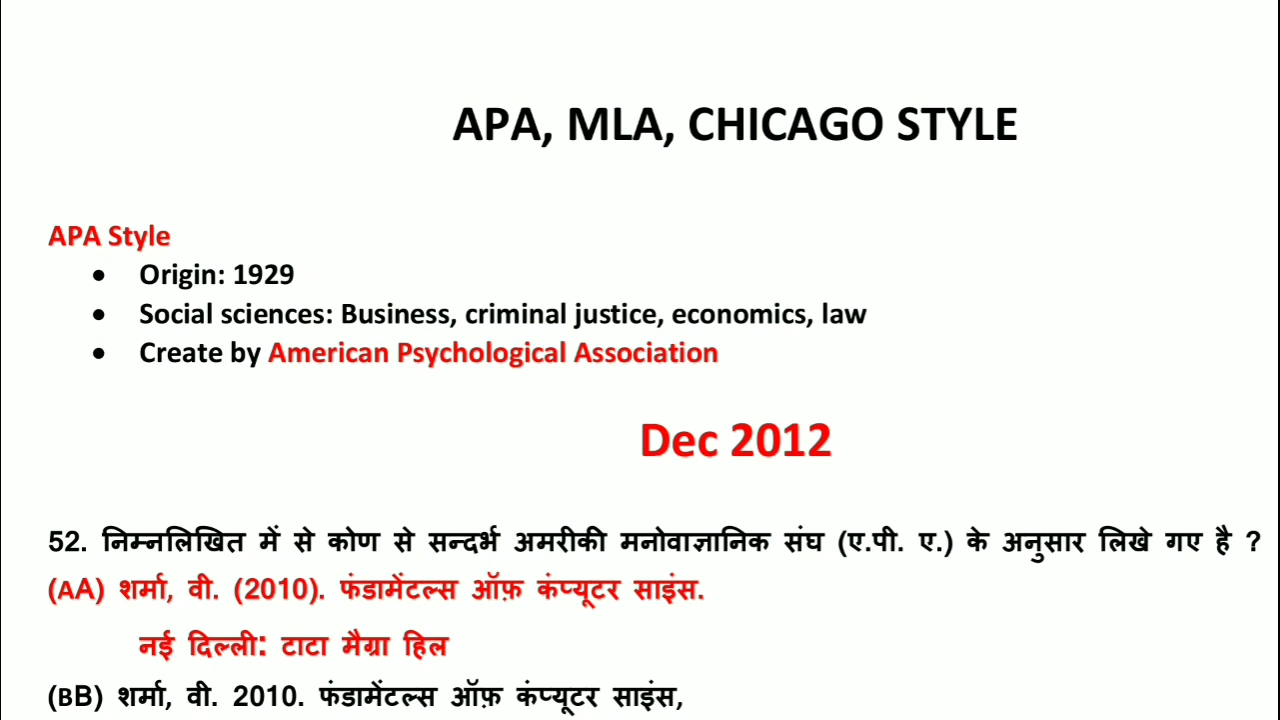 APA, MLA, CHICAGO STYLE
APA Style
• Origin: 1929
• Social sciences: Business, criminal justice, economics, law
• Create by American Psychological Association
Dec 2012
52. निम्नलिखित में से कोण से सन्दर्भ अमरीकी मनोवाज्ञानिक संघ (ए.पी. ए.) के अनुसार लिखे गए है ?
(AA) शर्मा, वी. (2010). फंडामेंटल्स ऑफ़ कंप्यूटर साइंस.
नई दिल्ली: टाटा मैग्रा हिल
(BB) शर्मा, वी. 2010. फंडामेंटल्स ऑफ़ कंप्यूटर साइंस,